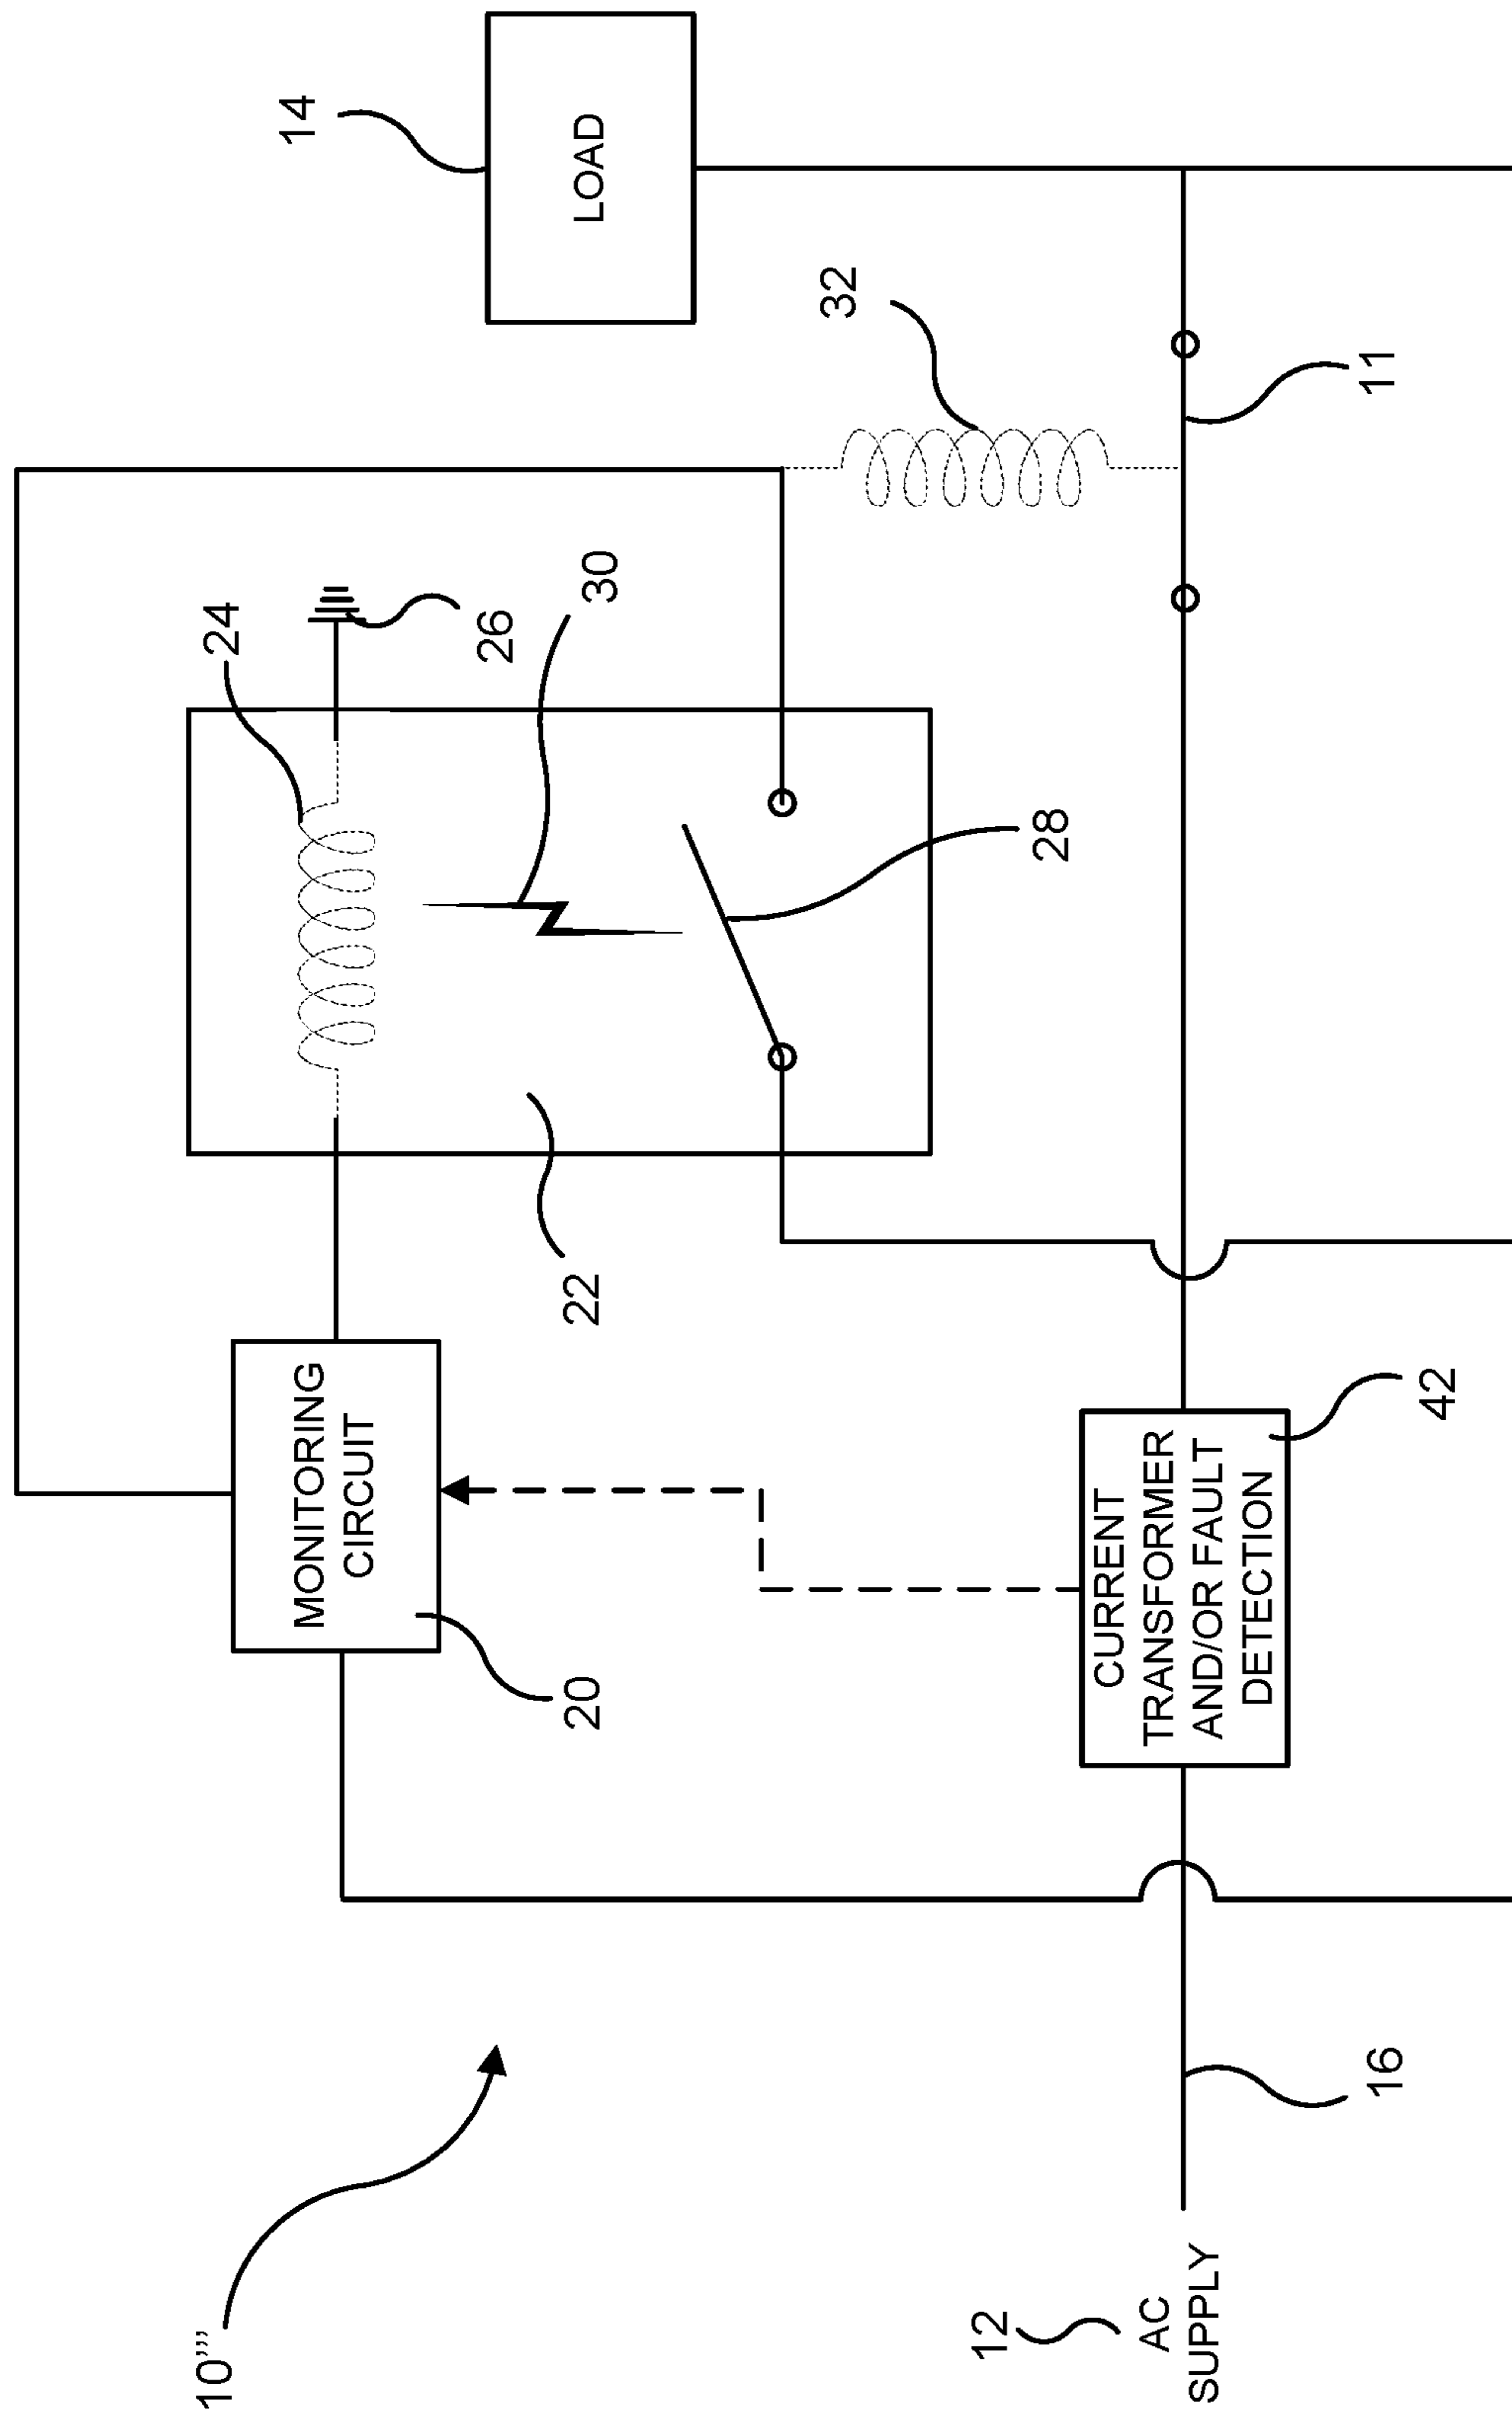 10'''
12
AC
SUPPLY
16
20
MONITORING
CIRCUIT
CURRENT
TRANSFORMER
AND/OR FAULT
DETECTION
42
22
24
26
30
28
32
11
14
LOAD